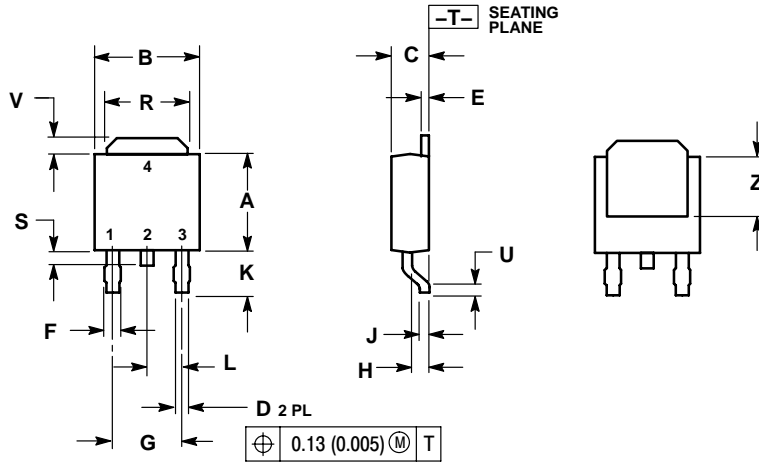 –T– SEATING
PLANE
B
C
V
R
E
4
A
Z
S
1 2 3
K
U
F
J
L
H
D 2 PL
G
⌖ 0.13 (0.005) Ⓜ T